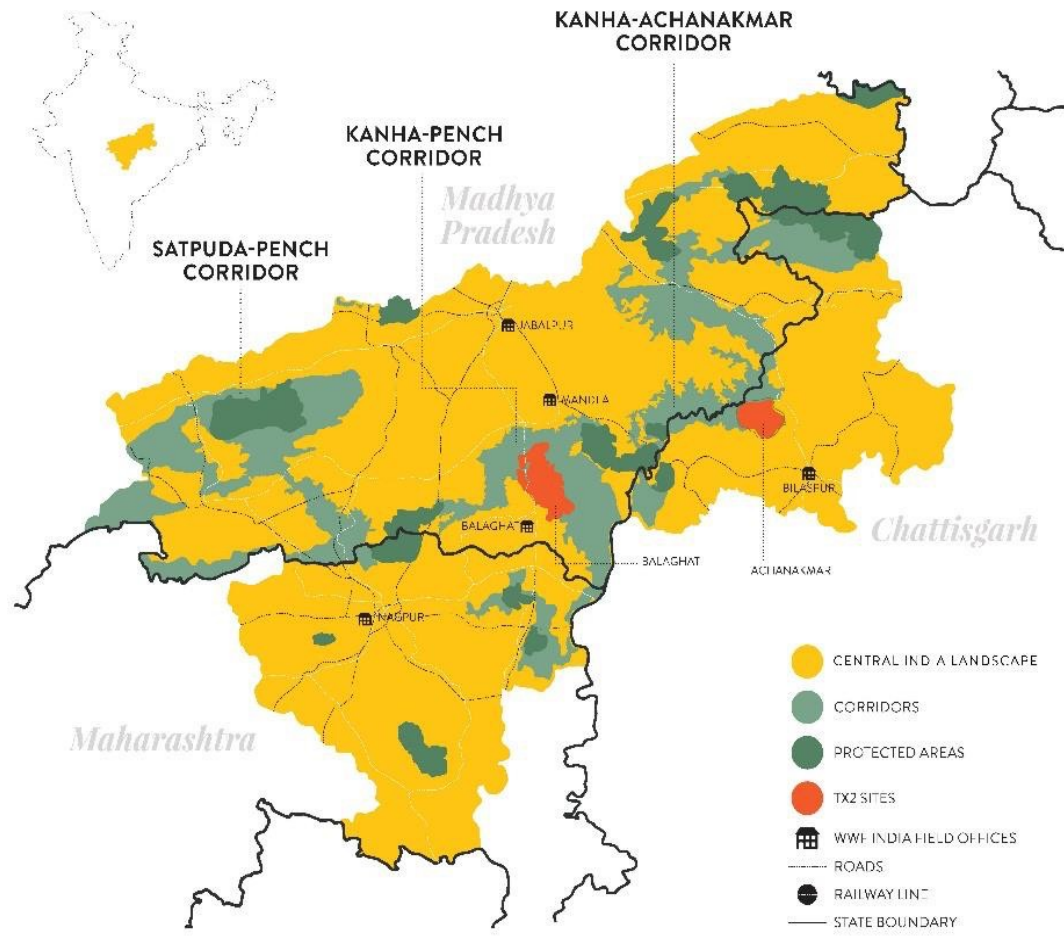 KANHA-ACHANAKMAR
CORRIDOR
KANHA-PENCH
CORRIDOR
Madhya
Pradesh
SATPUDA-PENCH
CORRIDOR
JABALPUR
MANDLA
BILASPUR
BALAGHAT
Chattisgarh
BALAGHAT
ACHANAKMAR
NAGPUR
Maharashtra
CENTRAL INDIA LANDSCAPE
CORRIDORS
PROTECTED AREAS
TX2 SITES
WWF INDIA FIELD OFFICES
ROADS
RAILWAY LINE
STATE BOUNDARY